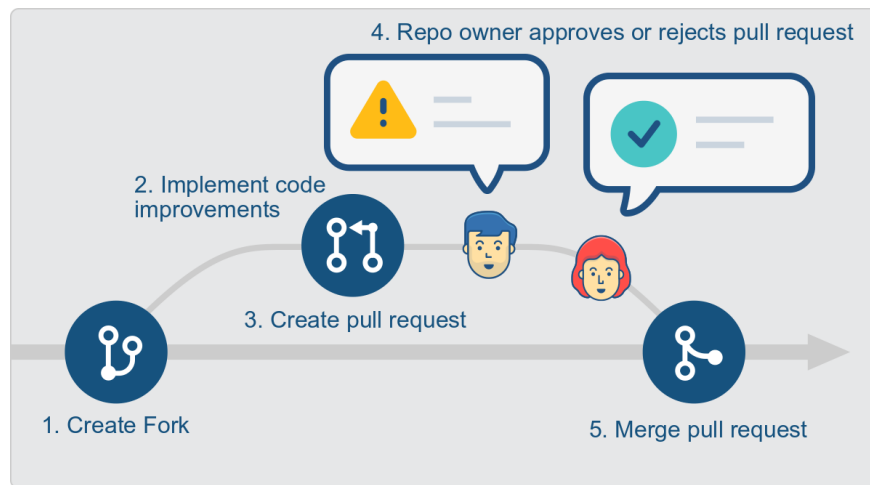 4. Repo owner approves or rejects pull request
2. Implement code
improvements
3. Create pull request
1. Create Fork
5. Merge pull request